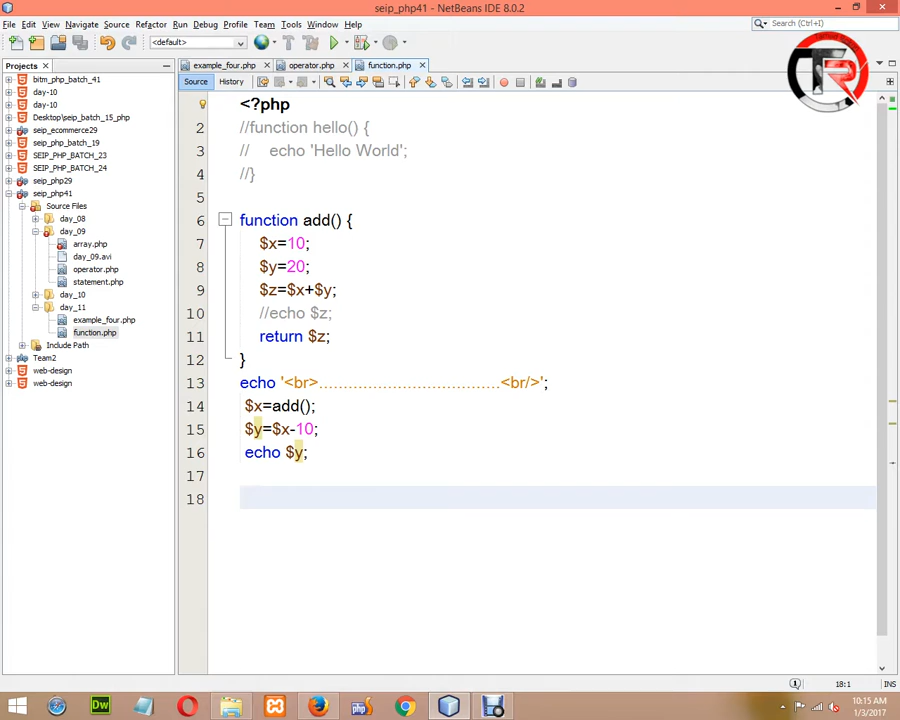 seip_php41 - NetBeans IDE 8.0.2
File Edit View Navigate Source Refactor Run Debug Profile Team Tools Window Help
Search (Ctrl+I)
<default>
TR
Projects
example_four.php operator.php function.php
Source History
bitm_php_batch_41
day-10
day-10
Desktop\seip_batch_15_php
seip_ecommerce29
seip_php_batch_19
SEIP_PHP_BATCH_23
SEIP_PHP_BATCH_24
seip_php29
seip_php41
Source Files
day_08
day_09
array.php
day_09.avi
operator.php
statement.php
day_10
day_11
example_four.php
function.php
Include Path
Team2
web-design
web-design
<?php
2 //function hello() {
3 // echo 'Hello World';
4 //}
5
6 function add() {
7 $x=10;
8 $y=20;
9 $z=$x+$y;
10 //echo $z;
11 return $z;
12 }
13 echo '<br>.....................................<br/>';
14 $x=add();
15 $y=$x-10;
16 echo $y;
17
18
18:1 INS
Dw
10:15 AM
1/3/2017